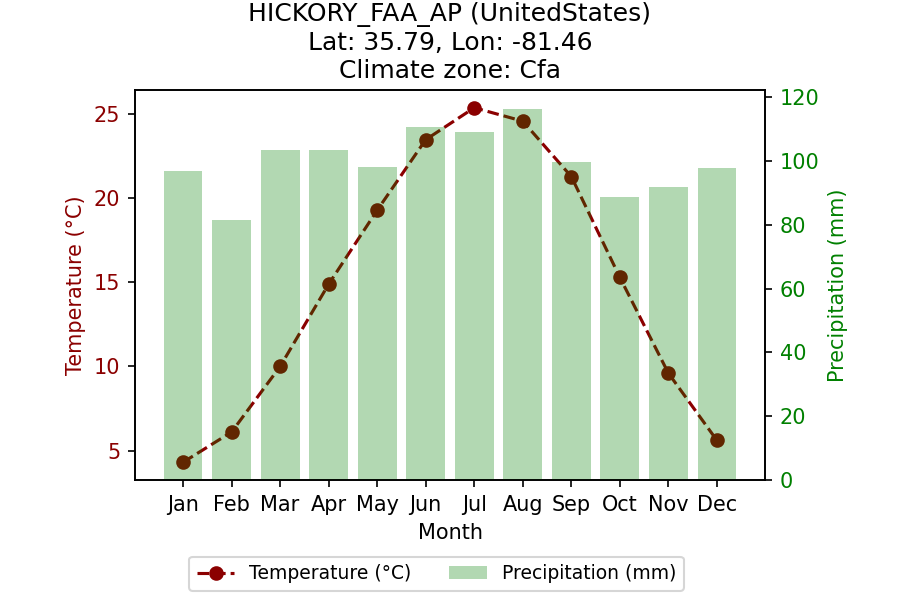 HICKORY_FAA_AP (UnitedStates)
Lat: 35.79, Lon: -81.46
Climate zone: Cfa
25
20
15
10
5
Temperature (°C)
120
100
80
60
40
20
0
Precipitation (mm)
Jan Feb Mar Apr May Jun Jul Aug Sep Oct Nov Dec
Month
Temperature (°C) Precipitation (mm)